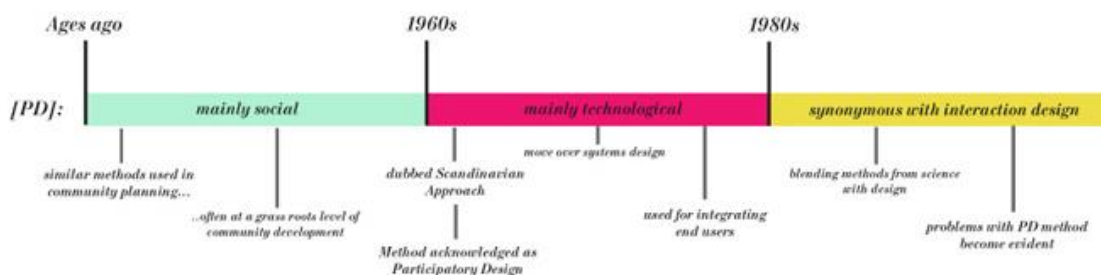 Ages ago
1960s
1980s
[PD]:
mainly social
mainly technological
synonymous with interaction design
similar methods used in
community planning...
..often at a grass roots level of
community development
dubbed Scandinavian
Approach
Method acknowledged as
Participatory Design
move over systems design
used for integrating
end users
blending methods from science
with design
problems with PD method
become evident